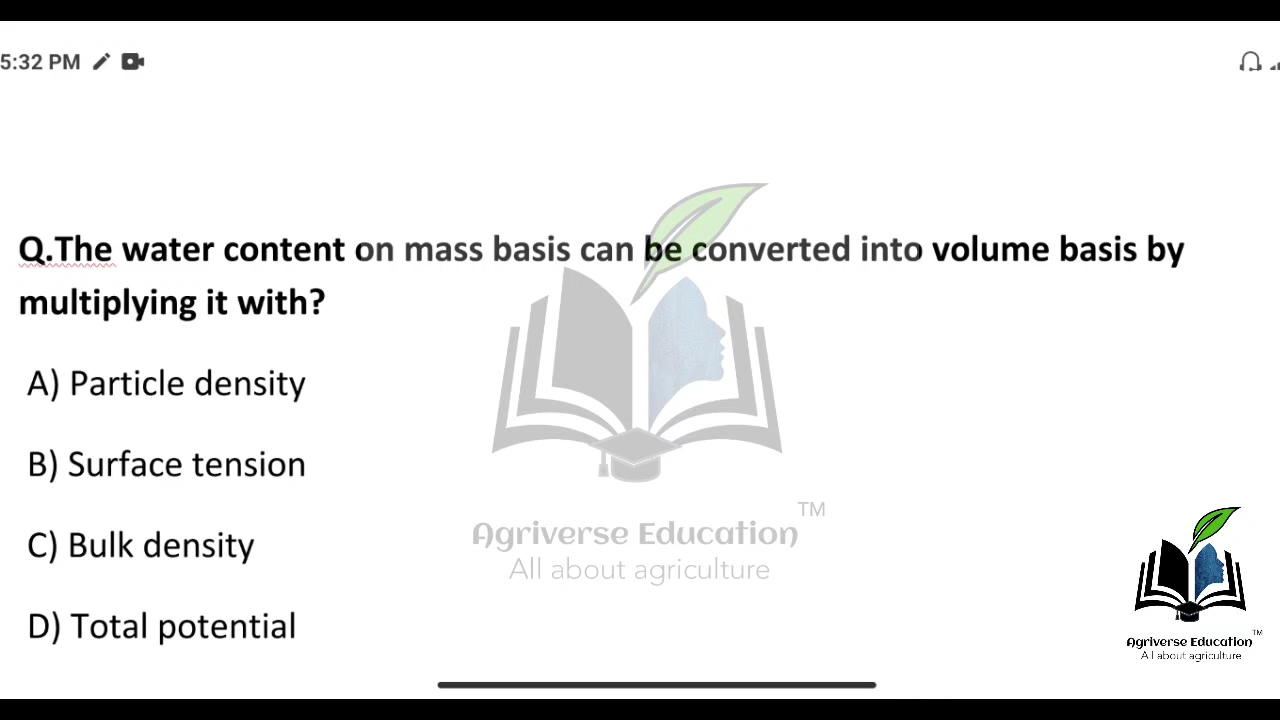 5:32 PM
Q.The water content on mass basis can be converted into volume basis by
multiplying it with?
A) Particle density
B) Surface tension
C) Bulk density
D) Total potential
TM
Agriverse Education
All about agriculture
TM
Agriverse Education
All about agriculture